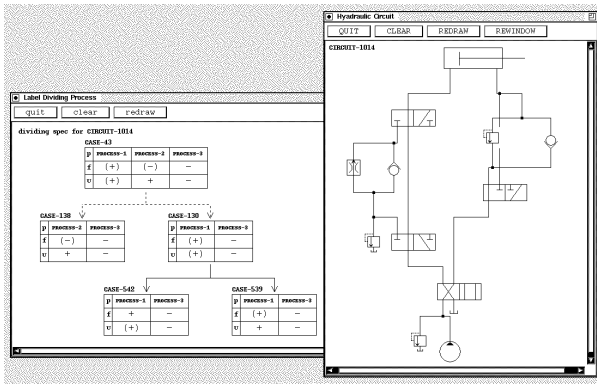 Hyadraulic Circuit
QUIT CLEAR REDRAW REWINDOW
CIRCUIT-1014
Label Dividing Process
quit clear redraw
dividing spec for CIRCUIT-1014
CASE-43
P PROCESS-1 PROCESS-2 PROCESS-3
f (+) (−) −
υ (+) + −
CASE-138
P PROCESS-2 PROCESS-3
f (−) −
υ + −
CASE-130
P PROCESS-1 PROCESS-3
f (+) −
υ (+) −
CASE-542
P PROCESS-1 PROCESS-3
f + −
υ (+) −
CASE-539
P PROCESS-1 PROCESS-3
f (+) −
υ + −